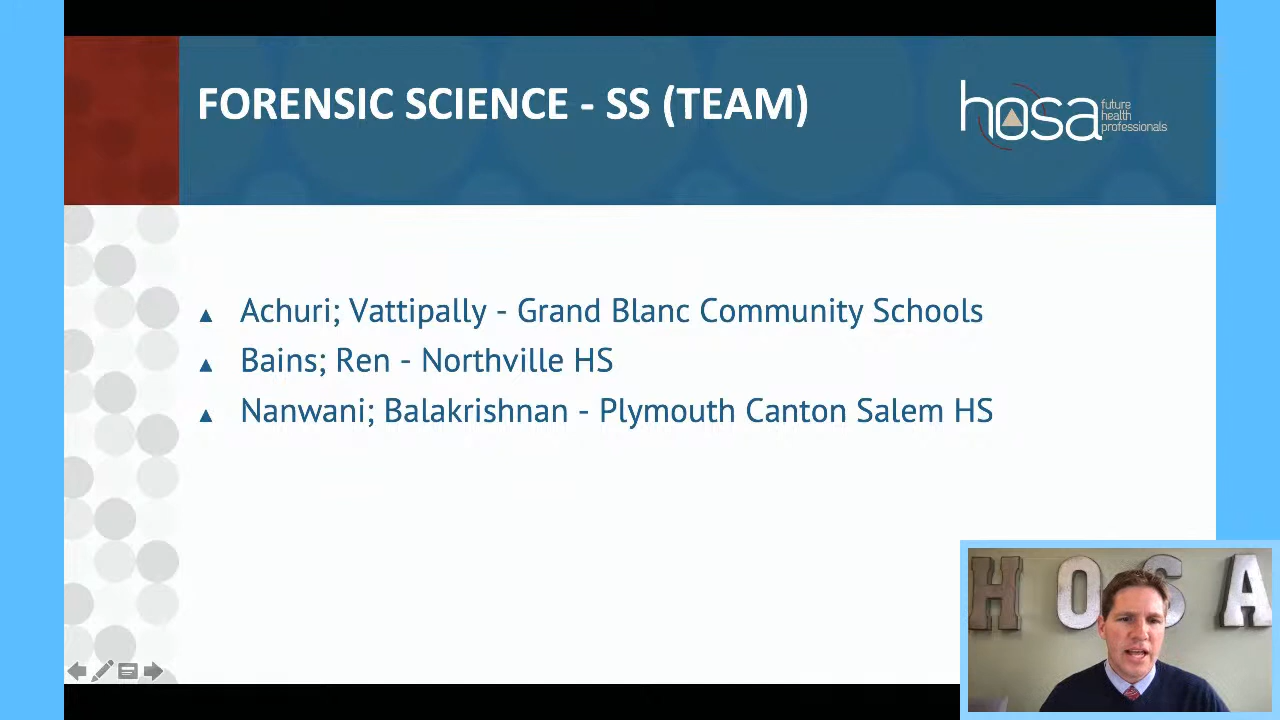 FORENSIC SCIENCE - SS (TEAM)
hosa
future
health
professionals
▲ Achuri; Vattipally - Grand Blanc Community Schools
▲ Bains; Ren - Northville HS
▲ Nanwani; Balakrishnan - Plymouth Canton Salem HS
HOSA